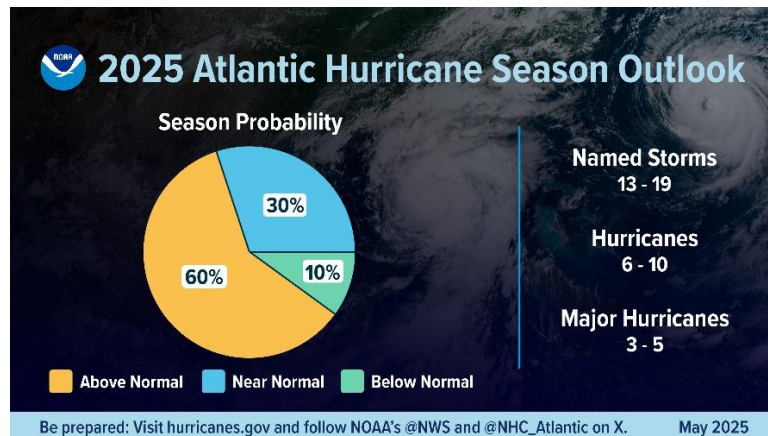 NOAA
2025 Atlantic Hurricane Season Outlook
Season Probability
30%
10%
60%
Above Normal
Near Normal
Below Normal
Named Storms
13 - 19
Hurricanes
6 - 10
Major Hurricanes
3 - 5
Be prepared: Visit hurricanes.gov and follow NOAA's @NWS and @NHC_Atlantic on X.
May 2025